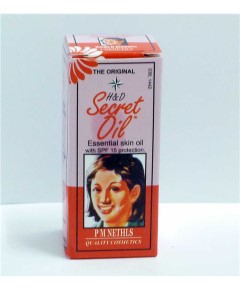 THE ORIGINAL
H&D
Secret
Oil
Essential skin oil
with SPF 15 protection.
P M NETHLS
QUALITY COSMETICS